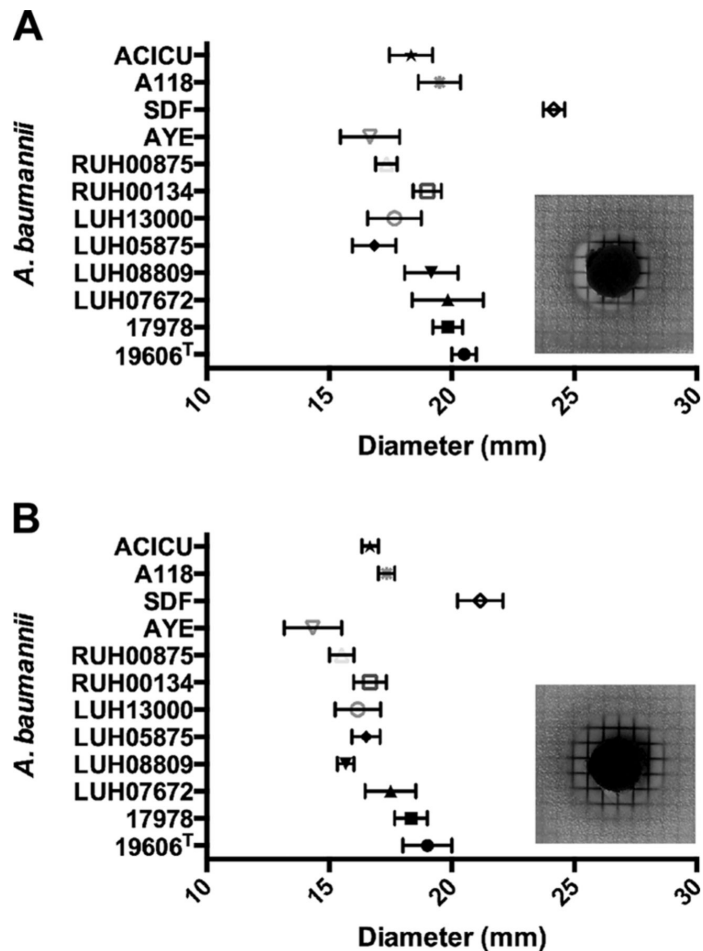 A
ACICU
A118
SDF
AYE
RUH00875
RUH00134
LUH13000
LUH05875
LUH08809
LUH07672
17978
19606ᵀ
A. baumannii
10 15 20 25 30
Diameter (mm)
B
ACICU
A118
SDF
AYE
RUH00875
RUH00134
LUH13000
LUH05875
LUH08809
LUH07672
17978
19606ᵀ
A. baumannii
10 15 20 25 30
Diameter (mm)